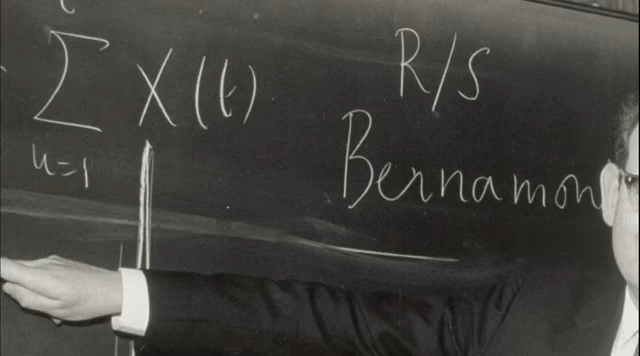 ∑ X(t)
u=1
R/S
Bernamon